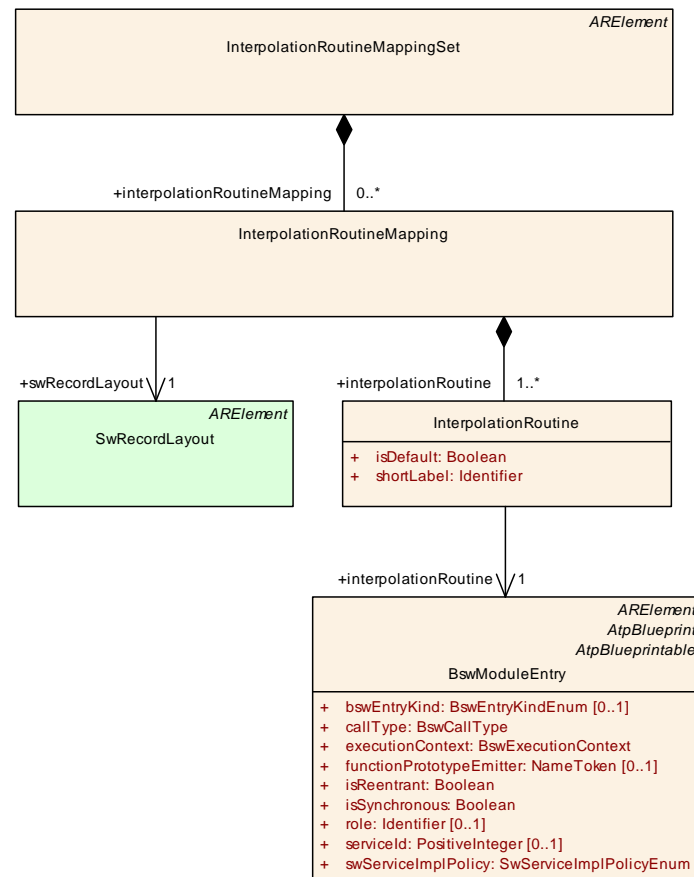 ARElement
InterpolationRoutineMappingSet
+interpolationRoutineMapping 0..*
InterpolationRoutineMapping
+swRecordLayout 1
+interpolationRoutine 1..*
ARElement
SwRecordLayout
InterpolationRoutine
+ isDefault: Boolean
+ shortLabel: Identifier
+interpolationRoutine 1
ARElement
AtpBlueprint
AtpBlueprintable
BswModuleEntry
+ bswEntryKind: BswEntryKindEnum [0..1]
+ callType: BswCallType
+ executionContext: BswExecutionContext
+ functionPrototypeEmitter: NameToken [0..1]
+ isReentrant: Boolean
+ isSynchronous: Boolean
+ role: Identifier [0..1]
+ serviceId: PositiveInteger [0..1]
+ swServiceImplPolicy: SwServiceImplPolicyEnum